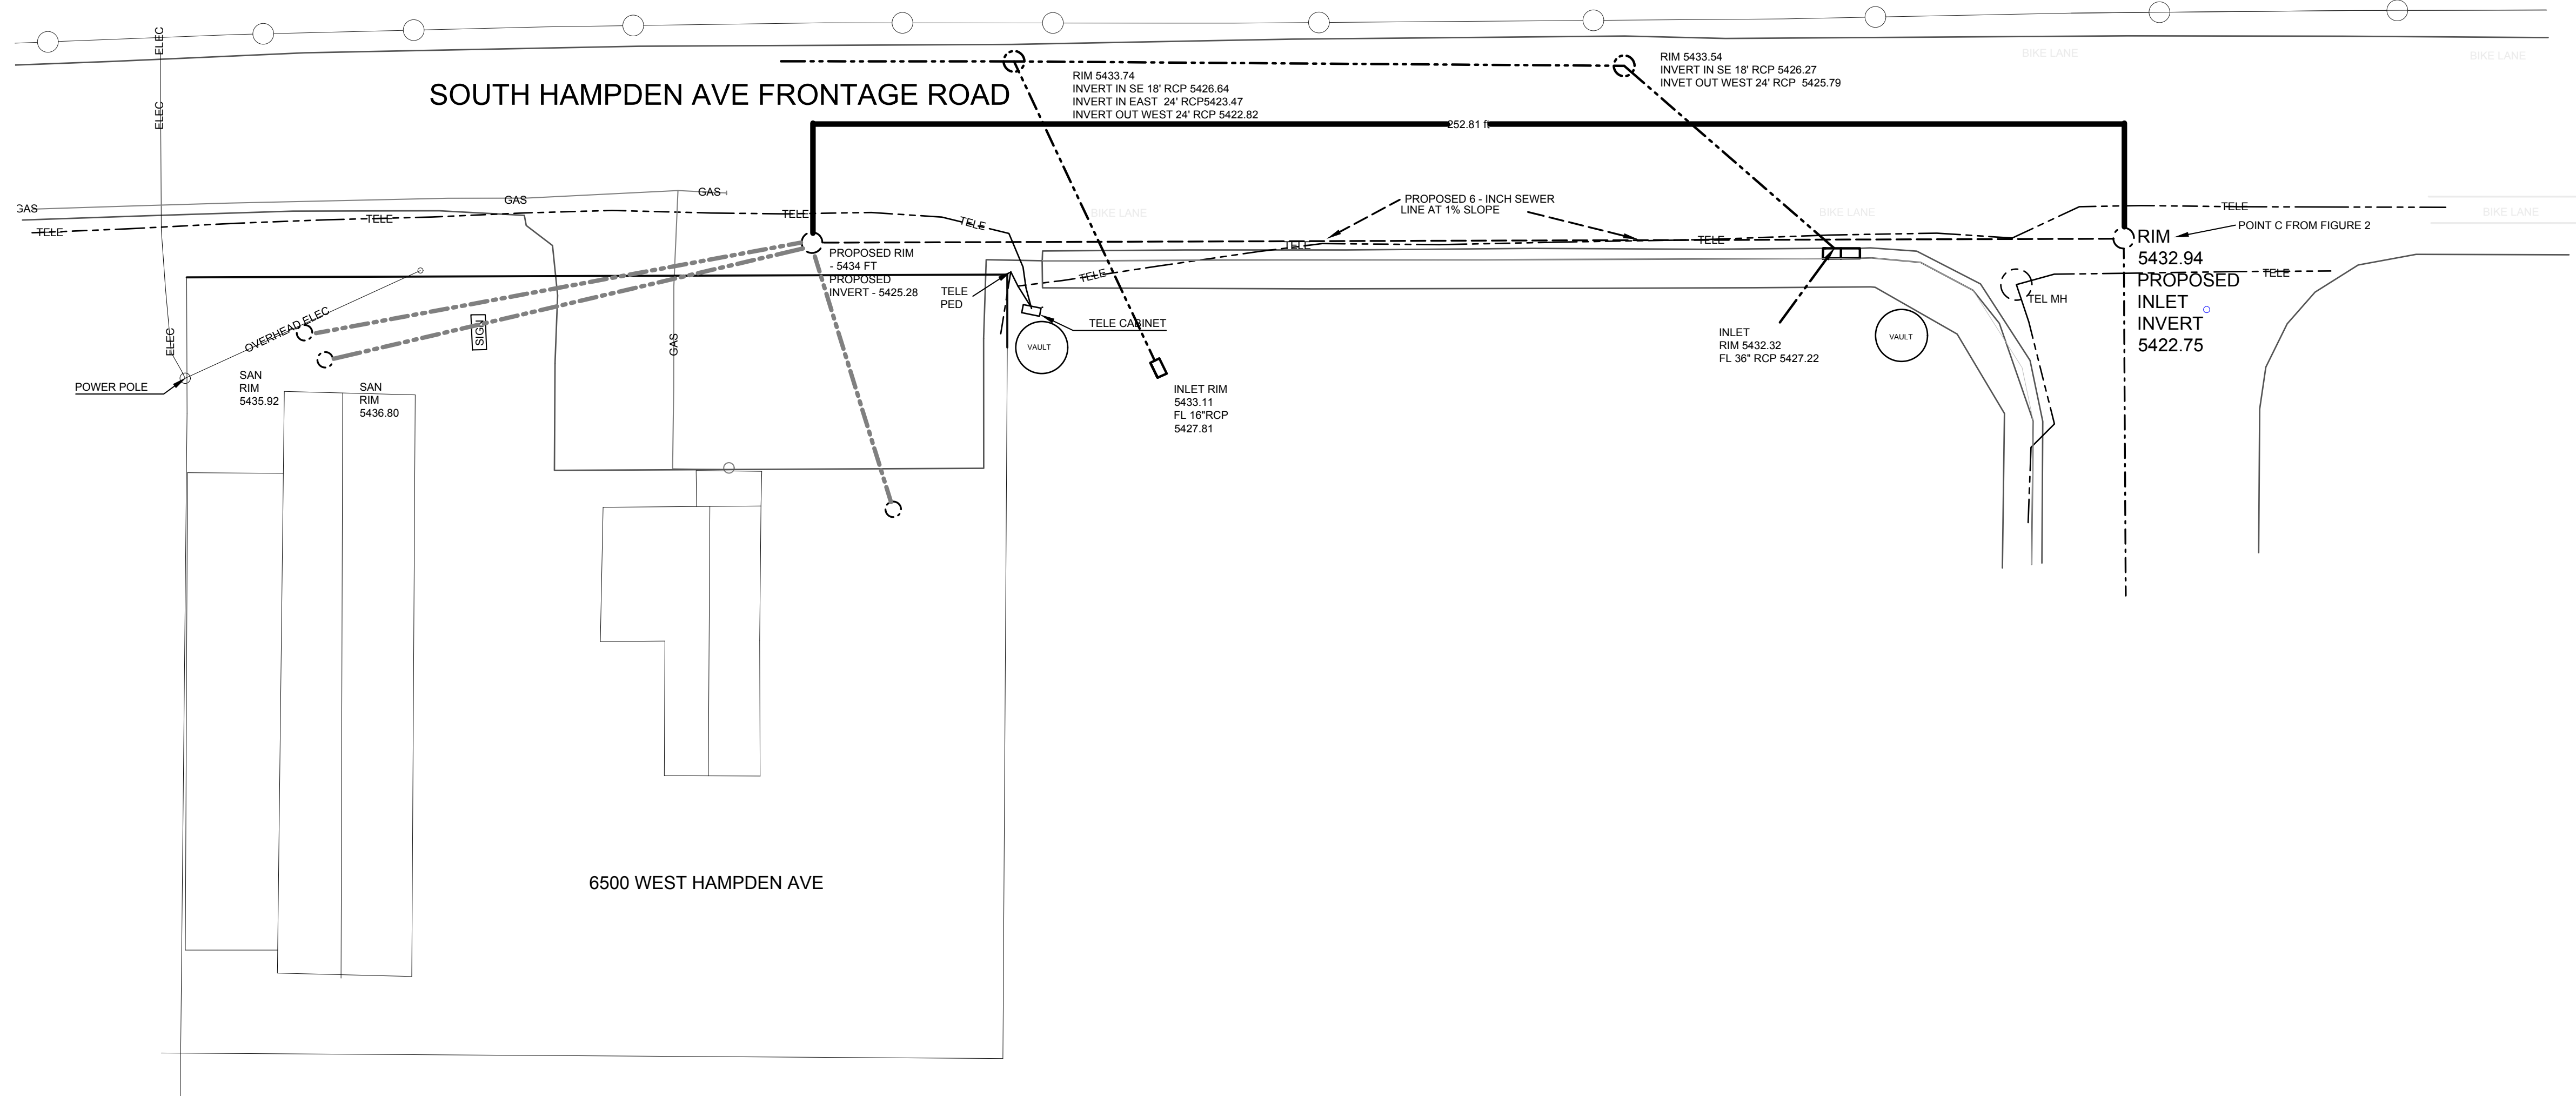 ELEC
BIKE LANE
BIKE LANE
RIM 5433.54
INVERT IN SE 18' RCP 5426.27
INVET OUT WEST 24' RCP  5425.79
RIM 5433.74
INVERT IN SE 18' RCP 5426.64
INVERT IN EAST  24' RCP5423.47
INVERT OUT WEST 24' RCP 5422.82
SOUTH HAMPDEN AVE FRONTAGE ROAD
ELEC
252.81 ft
GAS
GAS
GAS
PROPOSED 6 - INCH SEWER
LINE AT 1% SLOPE
TELE
TELE
TELE
TELE
TELE
BIKE LANE
BIKE LANE
BIKE LANE
TELE
TELE
TELE
POINT C FROM FIGURE 2
RIM
5432.94
PROPOSED
INLET
INVERT
5422.75
PROPOSED RIM
- 5434 FT
PROPOSED
INVERT - 5425.28
TELE
PED
TELE
TELE
TEL MH
OVERHEAD ELEC
SIGN
ELEC
GAS
TELE CABINET
VAULT
VAULT
INLET
RIM 5432.32
FL 36" RCP 5427.22
POWER POLE
SAN
RIM
5435.92
SAN
RIM
5436.80
INLET RIM
5433.11
FL 16"RCP
5427.81
6500 WEST HAMPDEN AVE